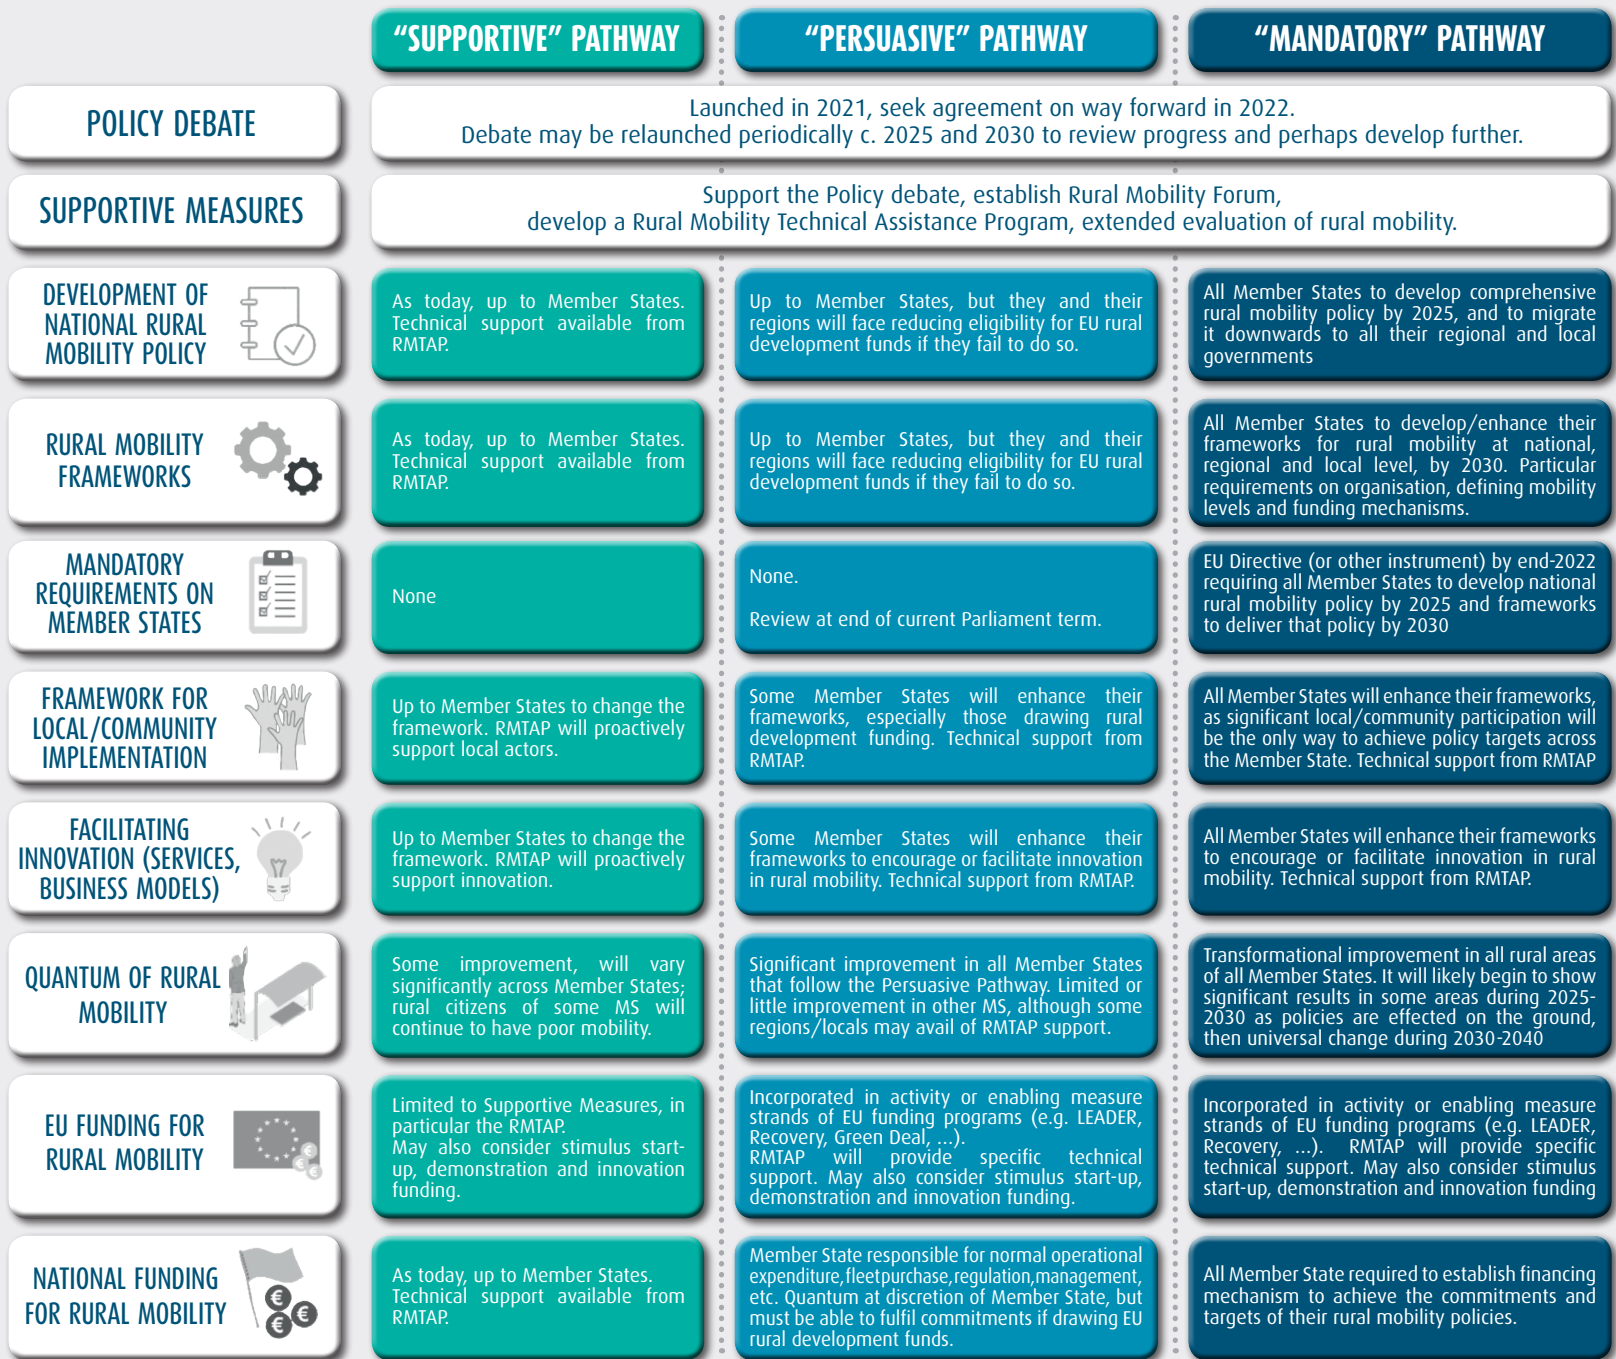 “SUPPORTIVE” PATHWAY
“PERSUASIVE” PATHWAY
“MANDATORY” PATHWAY
POLICY DEBATE
Launched in 2021, seek agreement on way forward in 2022.
Debate may be relaunched periodically c. 2025 and 2030 to review progress and perhaps develop further.
SUPPORTIVE MEASURES
Support the Policy debate, establish Rural Mobility Forum,
develop a Rural Mobility Technical Assistance Program, extended evaluation of rural mobility.
DEVELOPMENT OF
NATIONAL RURAL
MOBILITY POLICY
As today, up to Member States.
Technical support available from
RMTAP.
Up to Member States, but they and their
regions will face reducing eligibility for EU rural
development funds if they fail to do so.
All Member States to develop comprehensive
rural mobility policy by 2025, and to migrate
it downwards to all their regional and local
governments
RURAL MOBILITY
FRAMEWORKS
As today, up to Member States.
Technical support available from
RMTAP.
Up to Member States, but they and their
regions will face reducing eligibility for EU rural
development funds if they fail to do so.
All Member States to develop/enhance their
frameworks for rural mobility at national,
regional and local level, by 2030. Particular
requirements on organisation, defining mobility
levels and funding mechanisms.
MANDATORY
REQUIREMENTS ON
MEMBER STATES
None
None.
Review at end of current Parliament term.
EU Directive (or other instrument) by end-2022
requiring all Member States to develop national
rural mobility policy by 2025 and frameworks
to deliver that policy by 2030
FRAMEWORK FOR
LOCAL/COMMUNITY
IMPLEMENTATION
Up to Member States to change the
framework. RMTAP will proactively
support local actors.
Some Member States will enhance their
frameworks, especially those drawing rural
development funding. Technical support from
RMTAP.
All Member States will enhance their frameworks,
as significant local/community participation will
be the only way to achieve policy targets across
the Member State. Technical support from RMTAP
FACILITATING
INNOVATION (SERVICES,
BUSINESS MODELS)
Up to Member States to change the
framework. RMTAP will proactively
support innovation.
Some Member States will enhance their
frameworks to encourage or facilitate innovation
in rural mobility. Technical support from RMTAP.
All Member States will enhance their frameworks
to encourage or facilitate innovation in rural
mobility. Technical support from RMTAP.
QUANTUM OF RURAL
MOBILITY
Some improvement, will vary
significantly across Member States;
rural citizens of some MS will
continue to have poor mobility.
Significant improvement in all Member States
that follow the Persuasive Pathway. Limited or
little improvement in other MS, although some
regions/locals may avail of RMTAP support.
Transformational improvement in all rural areas
of all Member States. It will likely begin to show
significant results in some areas during 2025-
2030 as policies are effected on the ground,
then universal change during 2030-2040
EU FUNDING FOR
RURAL MOBILITY
Limited to Supportive Measures, in
particular the RMTAP.
May also consider stimulus start-
up, demonstration and innovation
funding.
Incorporated in activity or enabling measure
strands of EU funding programs (e.g. LEADER,
Recovery, Green Deal, ...).
RMTAP will provide specific technical
support. May also consider stimulus start-up,
demonstration and innovation funding.
Incorporated in activity or enabling measure
strands of EU funding programs (e.g. LEADER,
Recovery, ...). RMTAP will provide specific
technical support. May also consider stimulus
start-up, demonstration and innovation funding
NATIONAL FUNDING
FOR RURAL MOBILITY
As today, up to Member States.
Technical support available from
RMTAP.
Member State responsible for normal operational
expenditure, fleet purchase, regulation, management,
etc. Quantum at discretion of Member State, but
must be able to fulfil commitments if drawing EU
rural development funds.
All Member State required to establish financing
mechanism to achieve the commitments and
targets of their rural mobility policies.